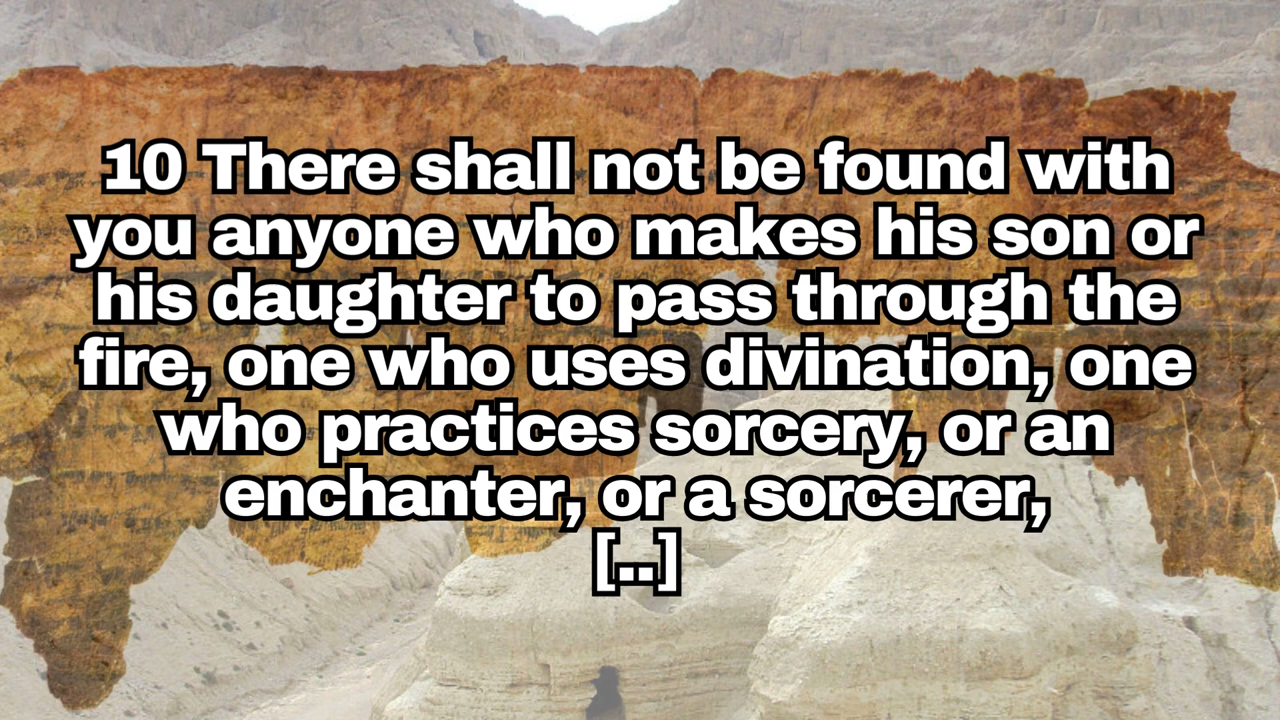 10 There shall not be found with
you anyone who makes his son or
his daughter to pass through the
fire, one who uses divination, one
who practices sorcery, or an
enchanter, or a sorcerer,
[..]